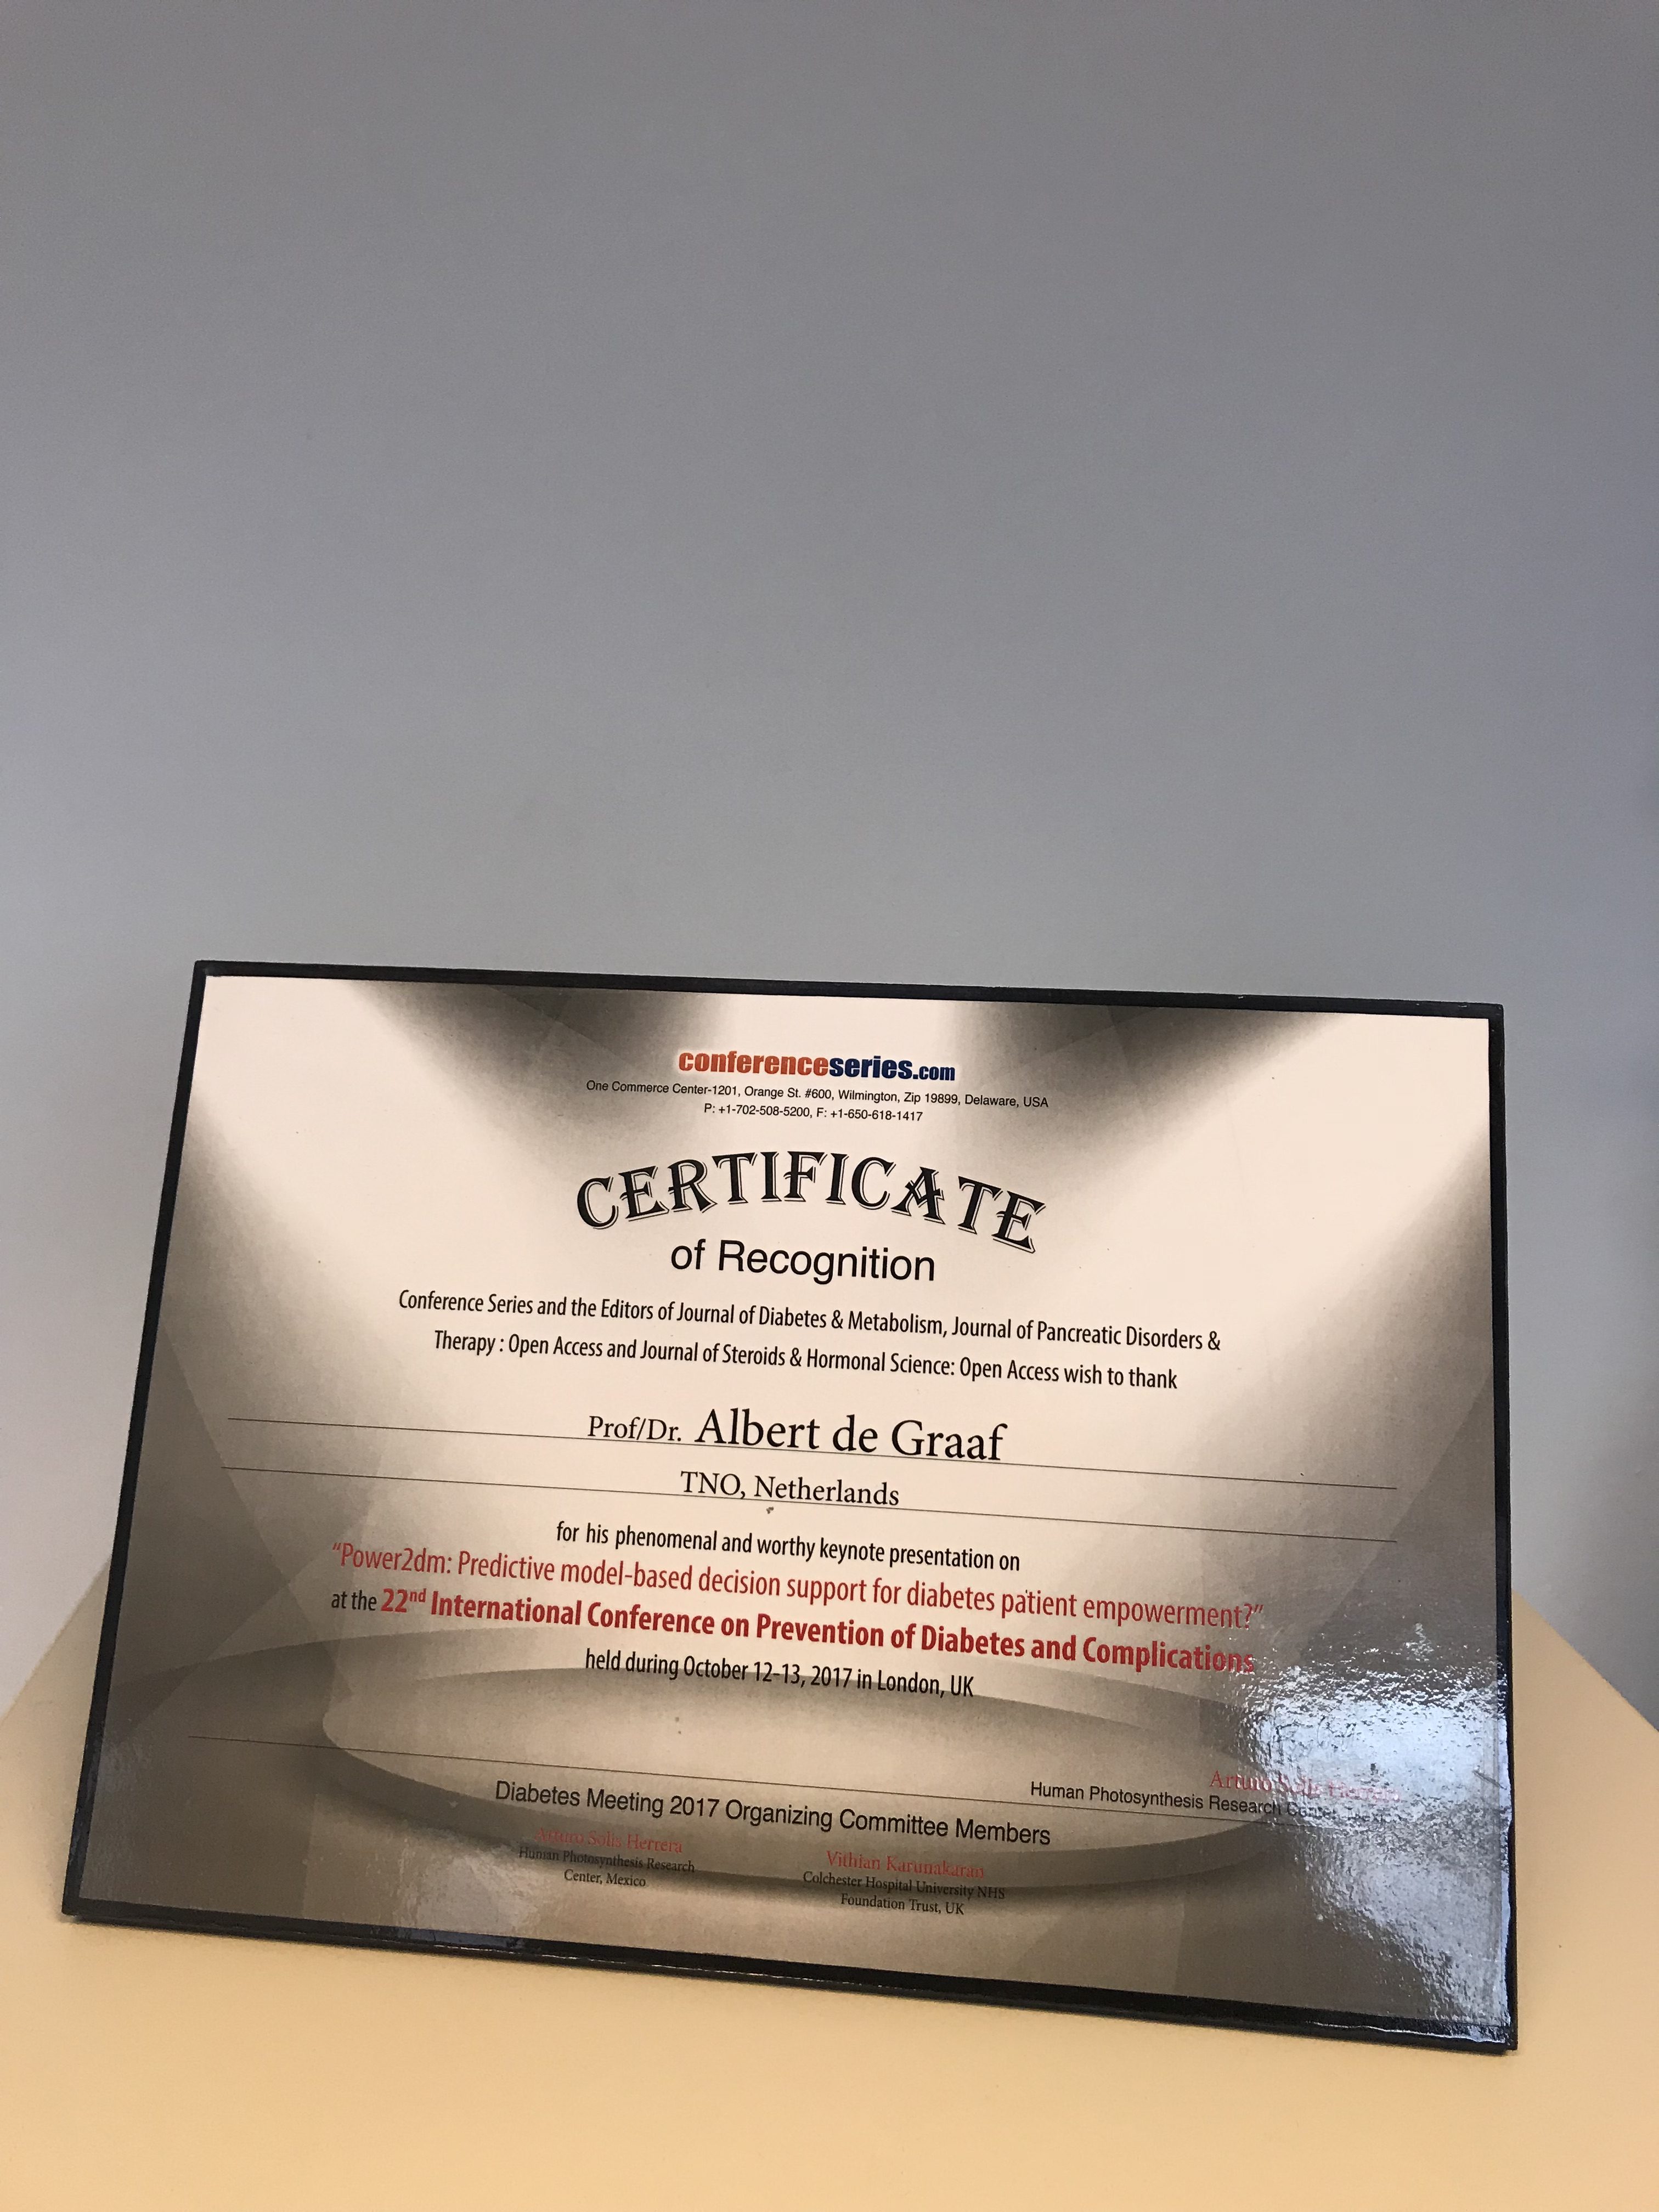 conferenceseries.com
One Commerce Center-1201, Orange St. #600, Wilmington, Zip 19899, Delaware, USA
P: +1-702-508-5200, F: +1-650-618-1417
CERTIFICATE
of Recognition
Conference Series and the Editors of Journal of Diabetes & Metabolism, Journal of Pancreatic Disorders &
Therapy : Open Access and Journal of Steroids & Hormonal Science: Open Access wish to thank
Prof/Dr. Albert de Graaf
TNO, Netherlands
for his phenomenal and worthy keynote presentation on
“Power2dm: Predictive model-based decision support for diabetes patient empowerment?”
at the 22nd International Conference on Prevention of Diabetes and Complications
held during October 12-13, 2017 in London, UK
Arturo Solis Herrera
Human Photosynthesis Research
Diabetes Meeting 2017 Organizing Committee Members
Arturo Solis Herrera
Human Photosynthesis Research
Center, Mexico
Vithian Karunakaran
Colchester Hospital University NHS
Foundation Trust, UK